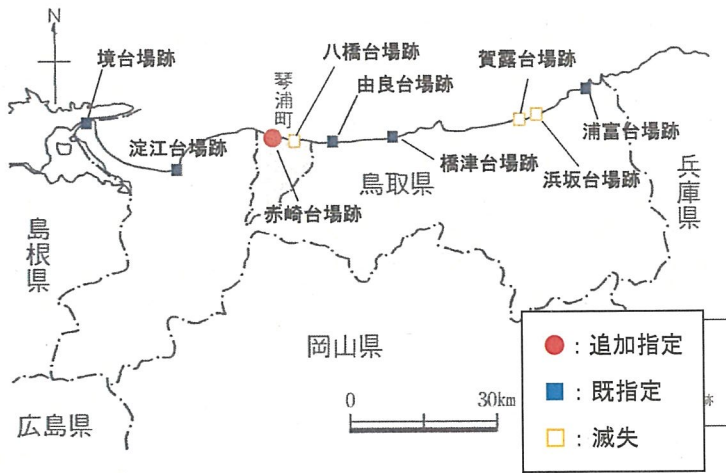 N
境台場跡
八橋台場跡
琴浦町
由良台場跡
賀露台場跡
淀江台場跡
浦富台場跡
橋津台場跡
浜坂台場跡
赤崎台場跡
鳥取県
兵庫県
島根県
岡山県
広島県
0 30km
●：追加指定
■：既指定
□：滅失
跡